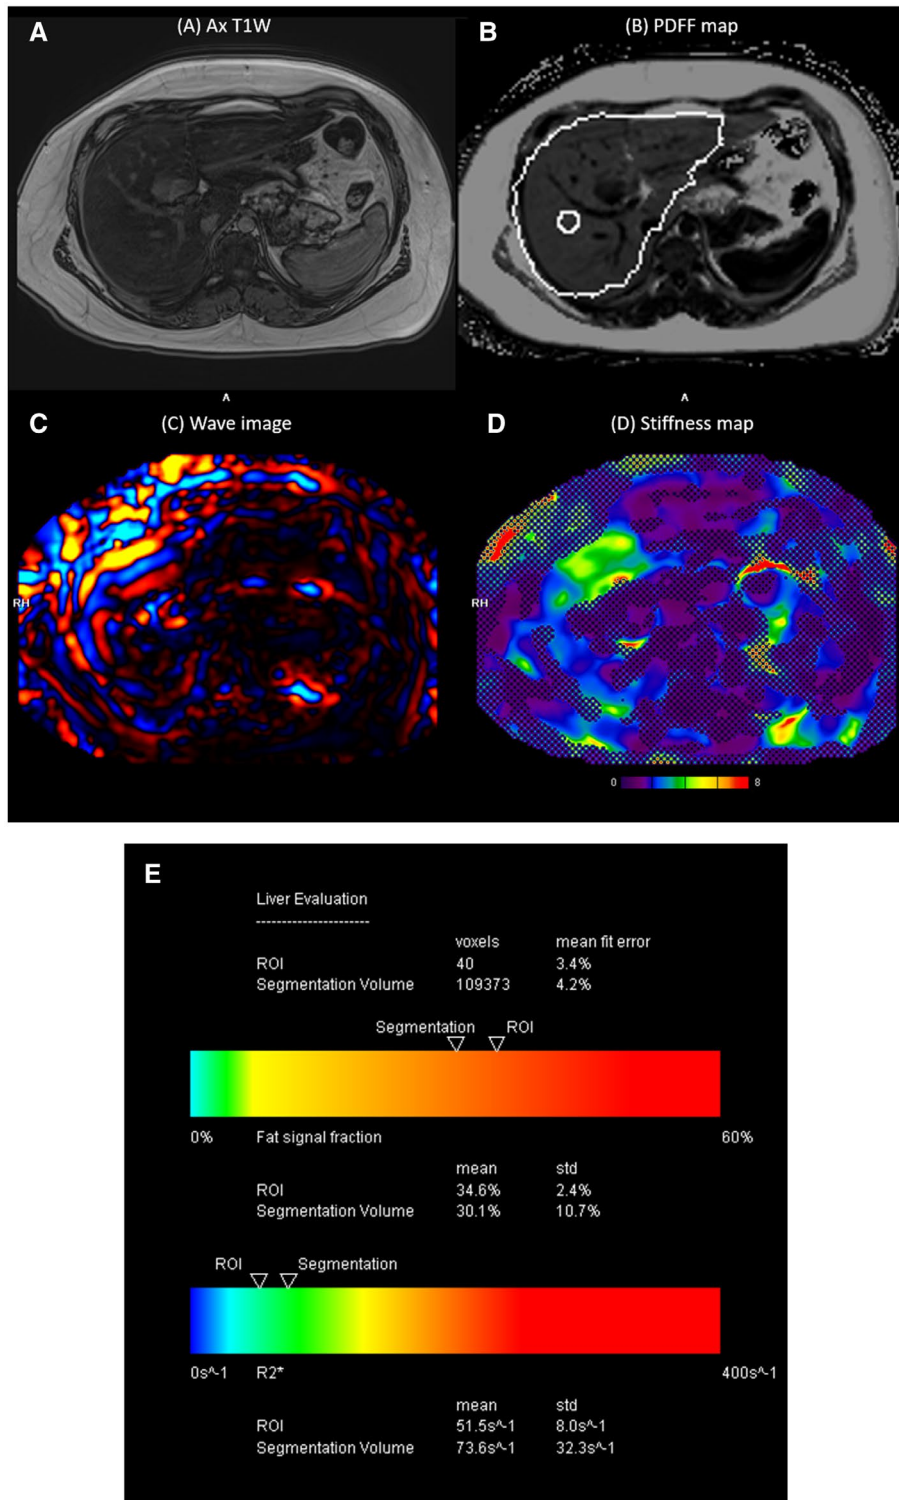 A
(A) Ax T1W
B
(B) PDFF map
C
(C) Wave image
A
D
(D) Stiffness map
A
RH
RH
0
8
E
Liver Evaluation
----------------------
voxels mean fit error
ROI 40 3.4%
Segmentation Volume 109373 4.2%
Segmentation ROI
0% Fat signal fraction 60%
mean std
ROI 34.6% 2.4%
Segmentation Volume 30.1% 10.7%
ROI Segmentation
0s^-1 R2* 400s^-1
mean std
ROI 51.5s^-1 8.0s^-1
Segmentation Volume 73.6s^-1 32.3s^-1